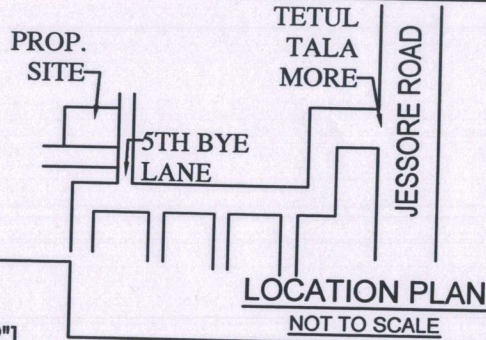 PROP.
SITE
TETUL
TALA
MORE
JESSORE ROAD
5TH BYE
LANE
LOCATION PLAN
NOT TO SCALE
"]